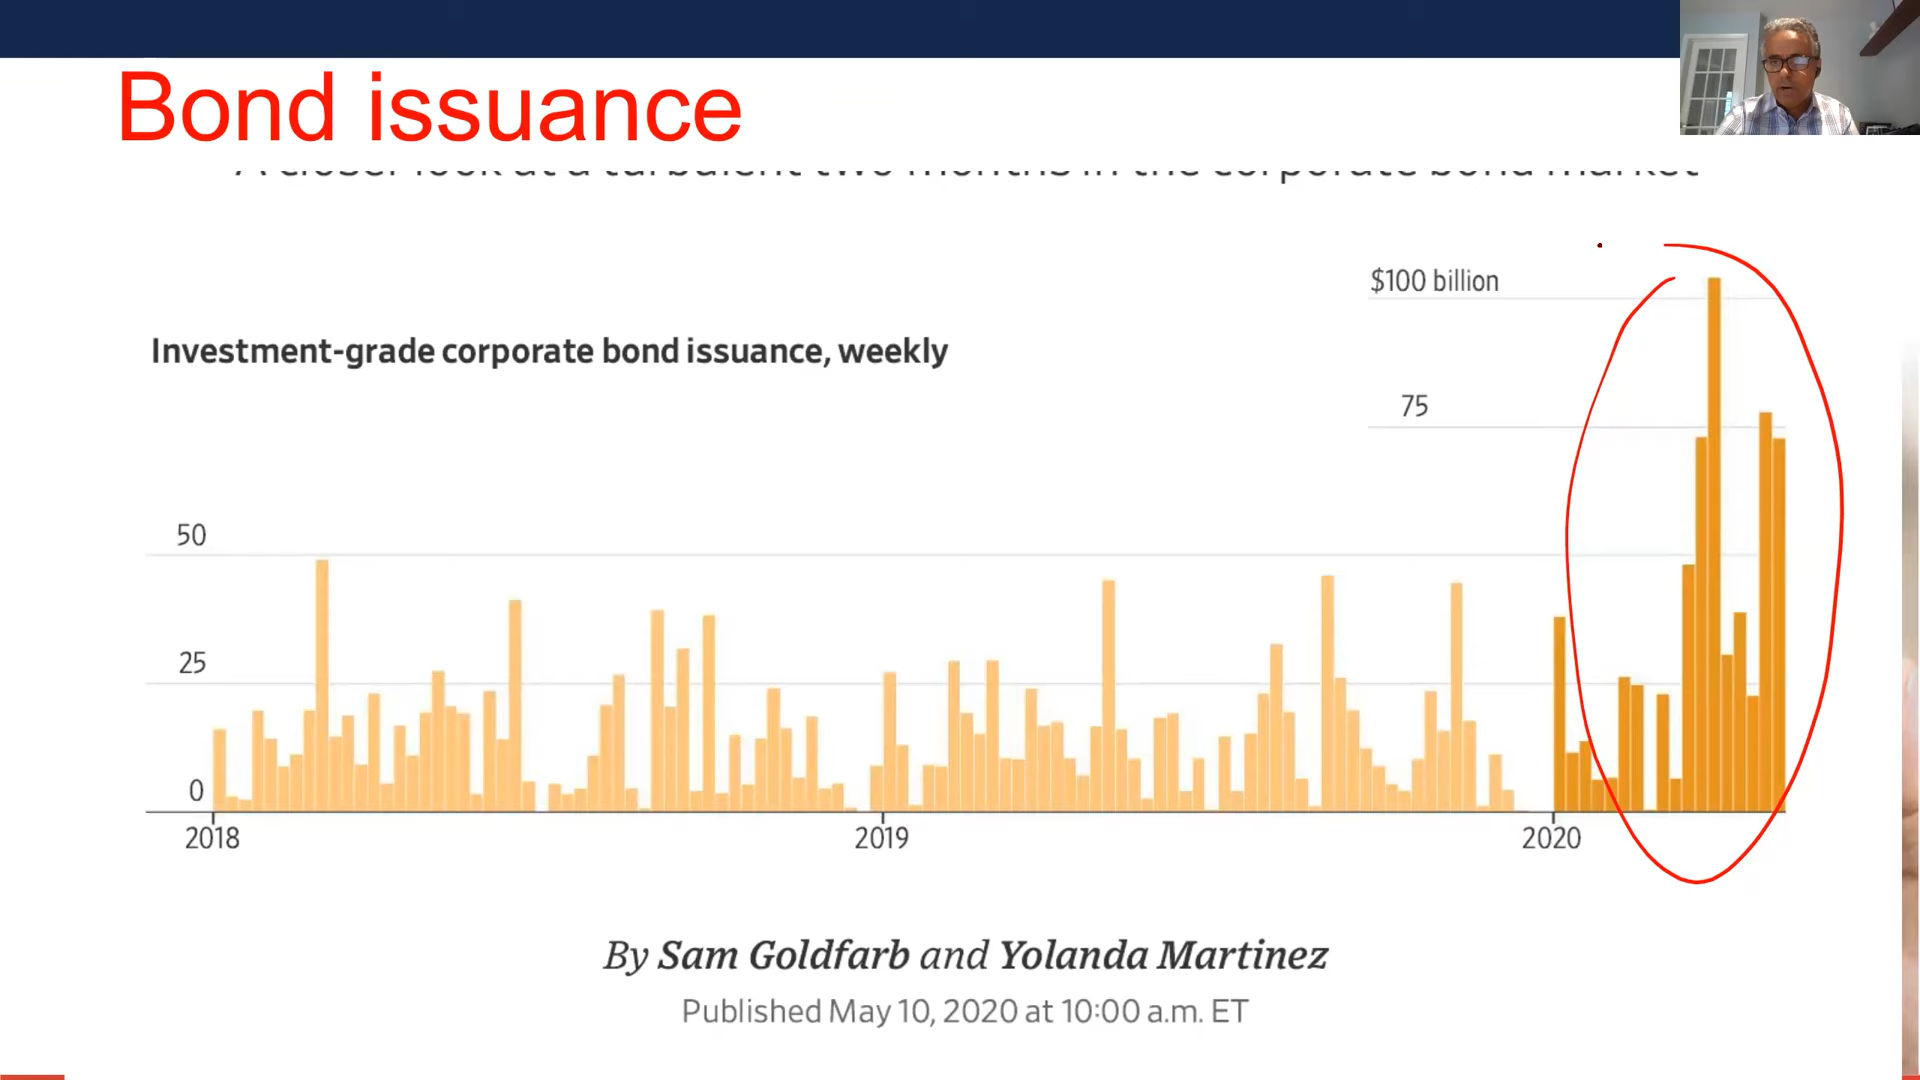 Bond issuance
A closer look at a turbulent two months in the corporate bond market
$100 billion
Investment-grade corporate bond issuance, weekly
75
50
25
0
2018 2019 2020
By Sam Goldfarb and Yolanda Martinez
Published May 10, 2020 at 10:00 a.m. ET